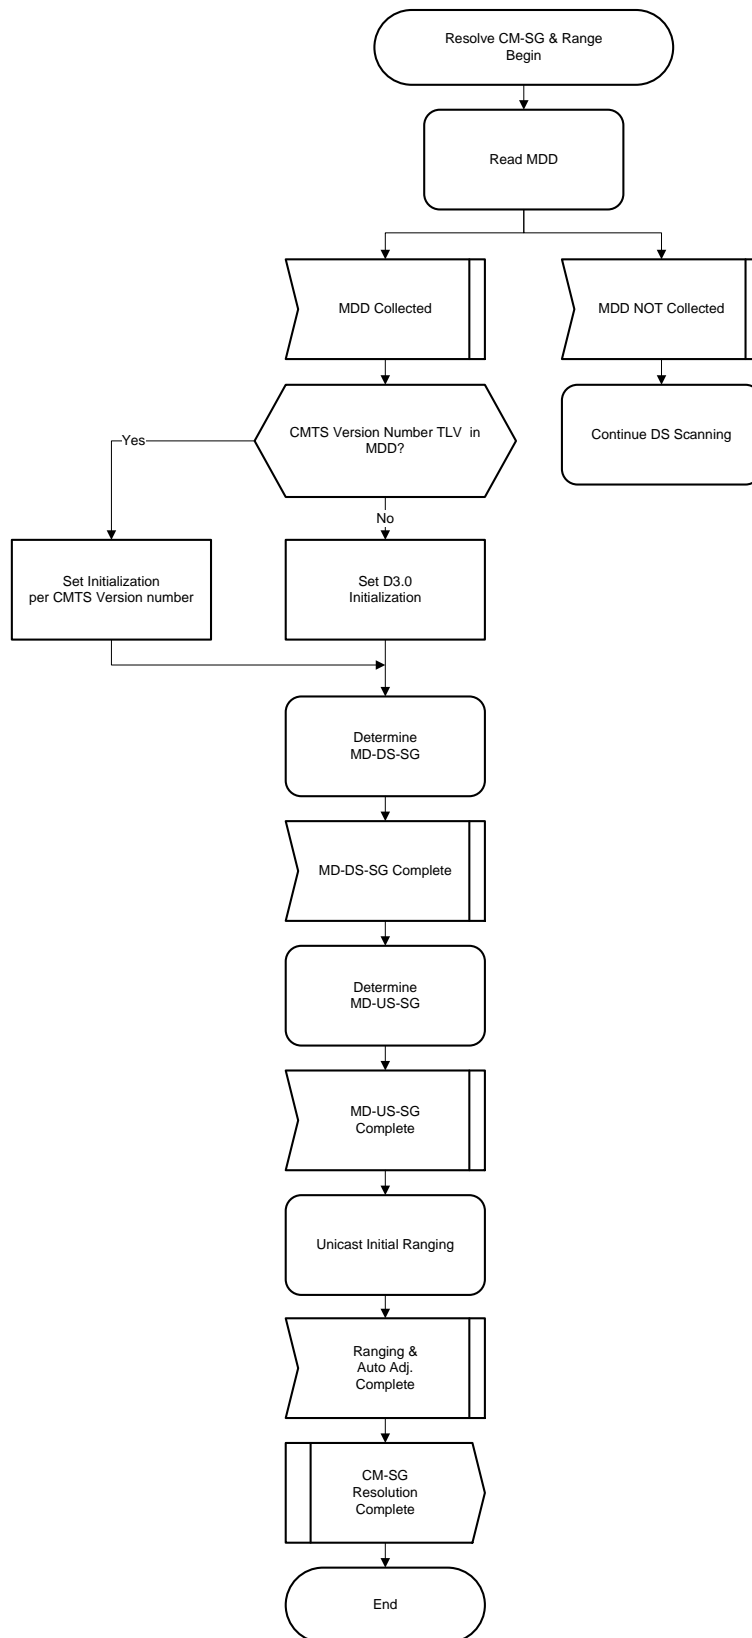 Resolve CM-SG & Range
Begin
Read MDD
MDD Collected
MDD NOT Collected
CMTS Version Number TLV in
MDD?
Continue DS Scanning
Yes
No
Set Initialization
per CMTS Version number
Set D3.0
Initialization
Determine
MD-DS-SG
MD-DS-SG Complete
Determine
MD-US-SG
MD-US-SG
Complete
Unicast Initial Ranging
Ranging &
Auto Adj.
Complete
CM-SG
Resolution
Complete
End